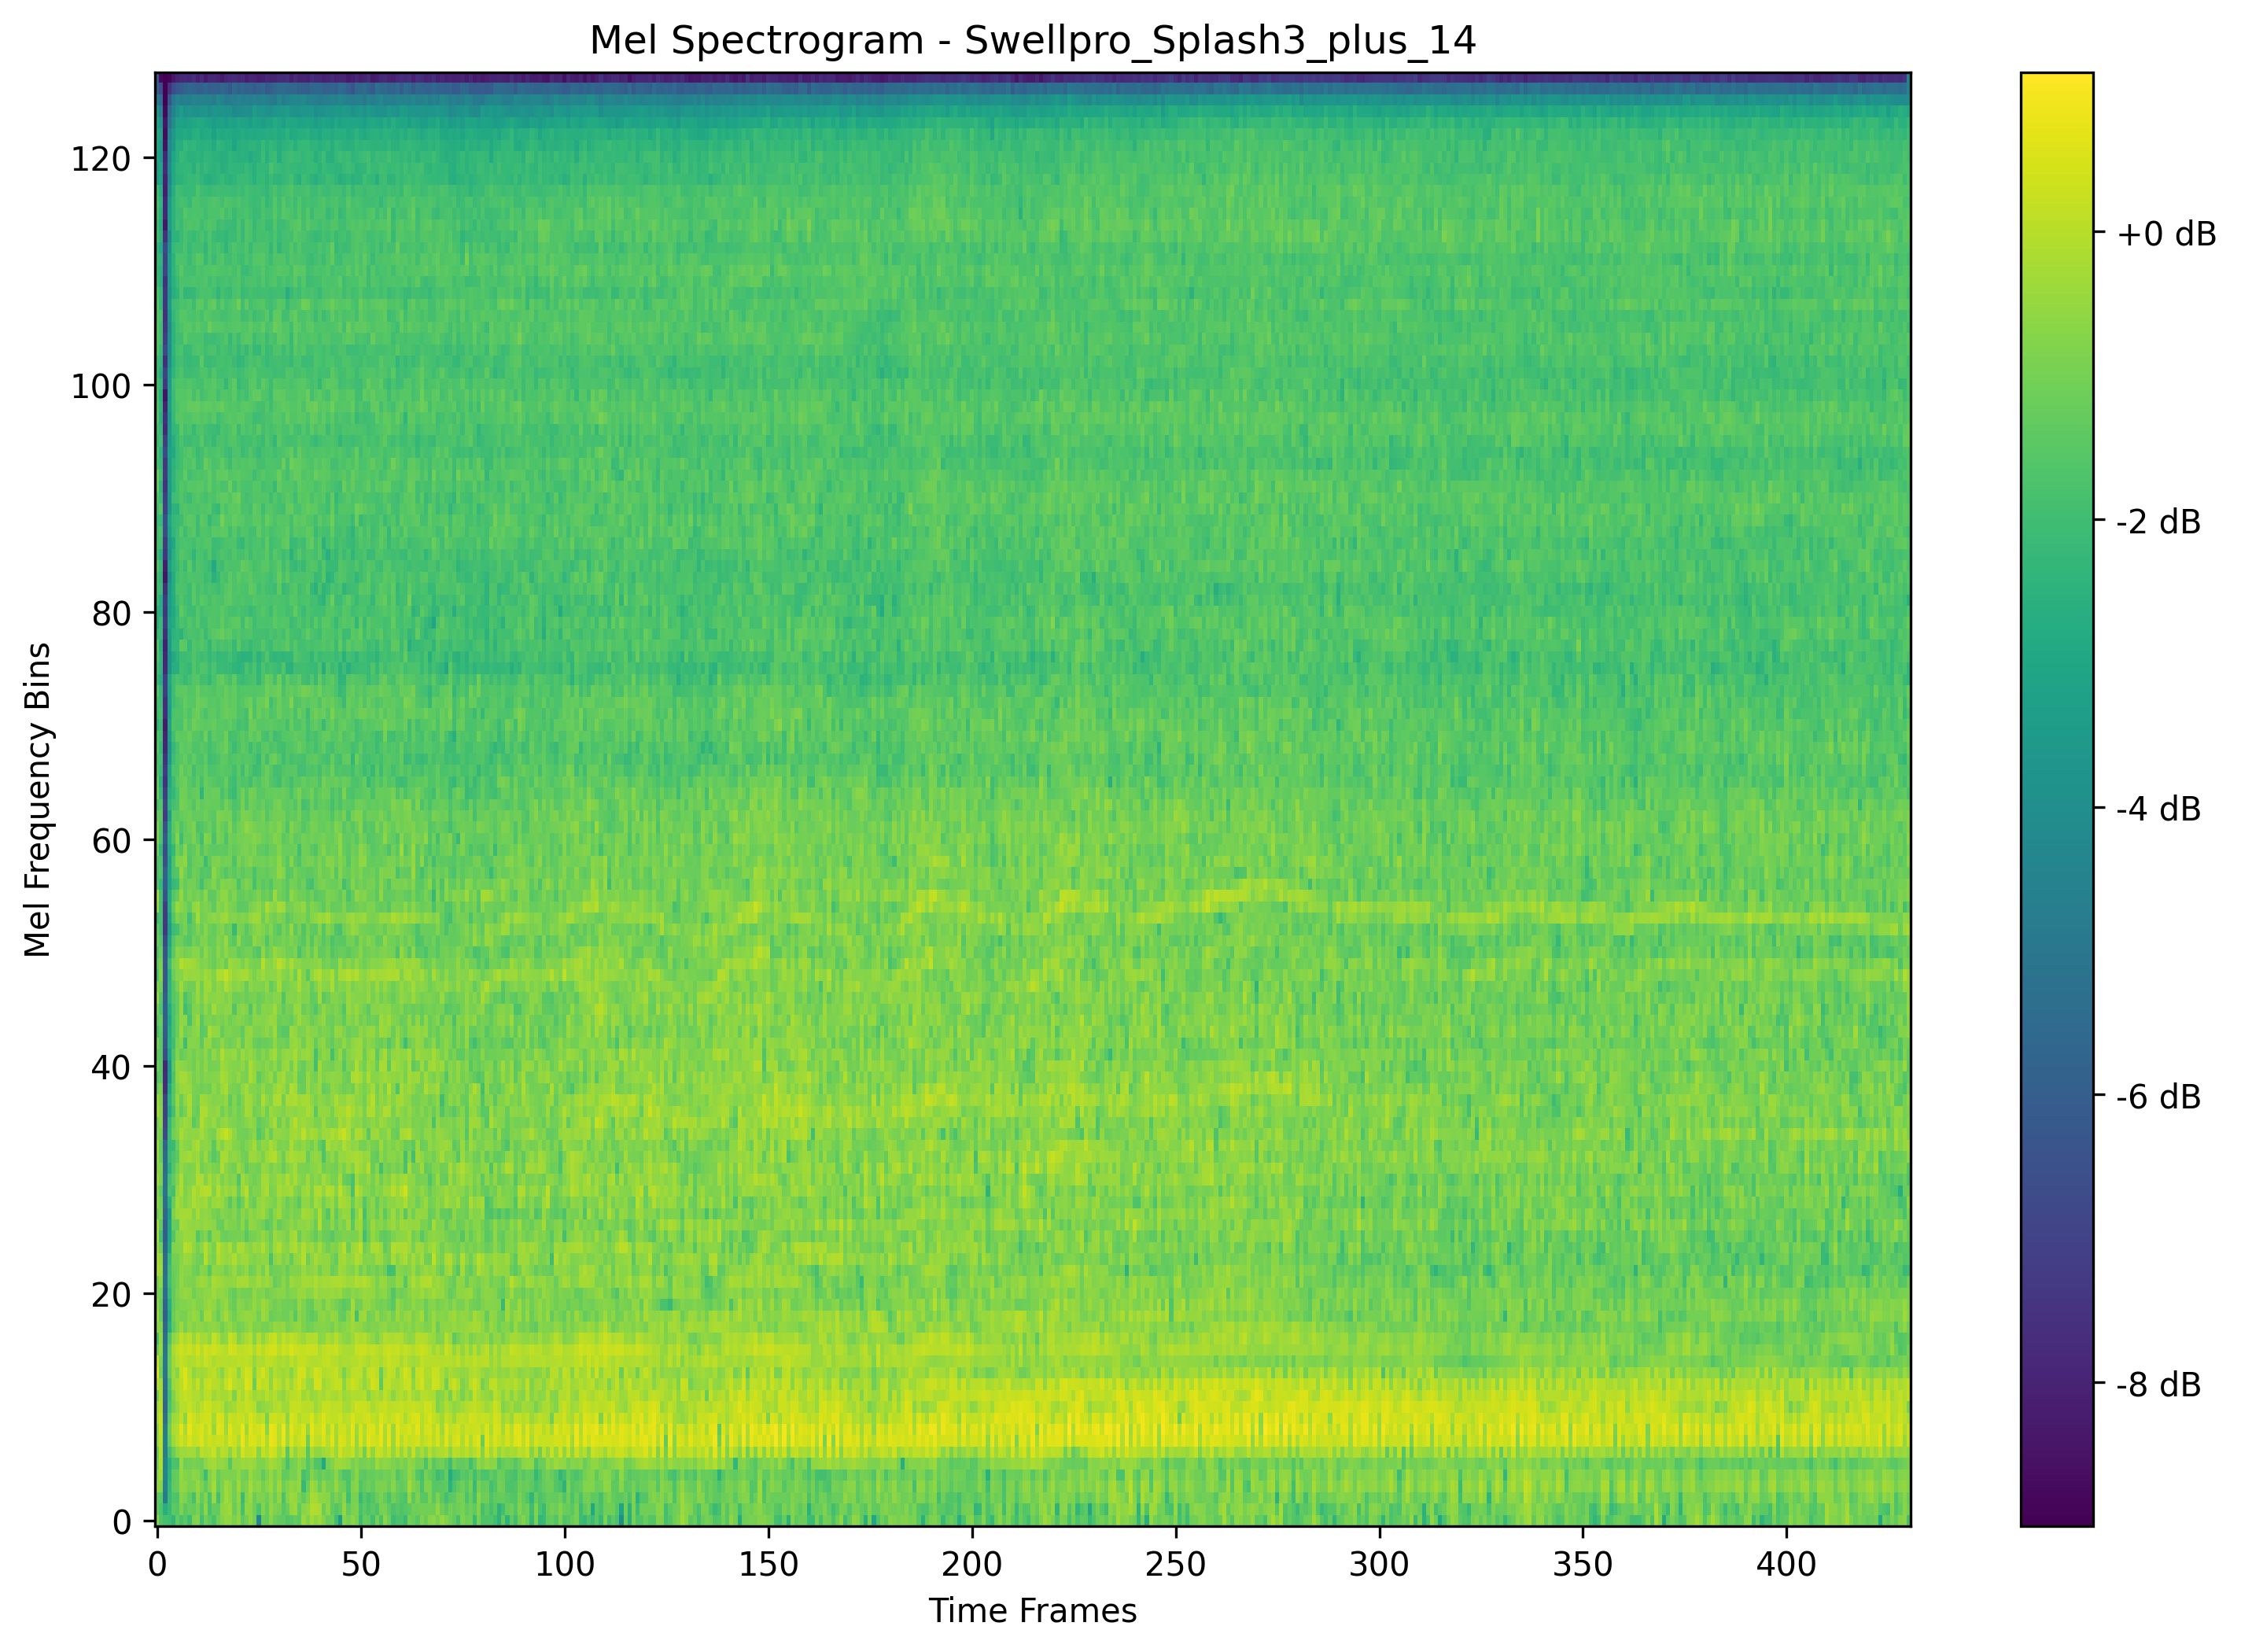 Mel Spectrogram - Swellpro_Splash3_plus_14
Mel Frequency Bins
120
100
80
60
40
20
0
0 50 100 150 200 250 300 350 400
Time Frames
+0 dB
-2 dB
-4 dB
-6 dB
-8 dB